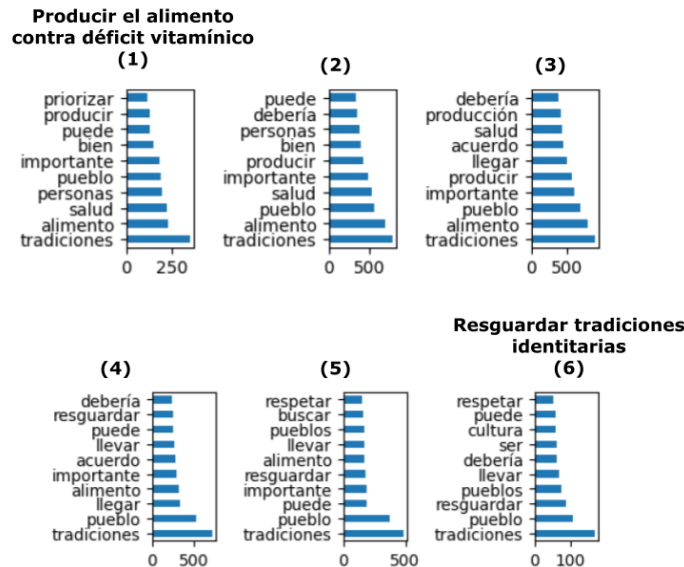 Producir el alimento
contra déficit vitamínico
(1)
(2)
(3)
priorizar
producir
puede
bien
importante
pueblo
personas
salud
alimento
tradiciones
0 250
puede
debería
personas
bien
producir
importante
salud
pueblo
alimento
tradiciones
0 500
debería
producción
salud
acuerdo
llegar
producir
importante
pueblo
alimento
tradiciones
0 500
Resguardar tradiciones
identitarias
(4)
(5)
(6)
debería
resguardar
puede
llevar
acuerdo
importante
alimento
llegar
pueblo
tradiciones
0 500
respetar
buscar
pueblos
llevar
alimento
resguardar
importante
puede
pueblo
tradiciones
0 500
respetar
puede
cultura
ser
debería
llevar
pueblos
resguardar
pueblo
tradiciones
0 100